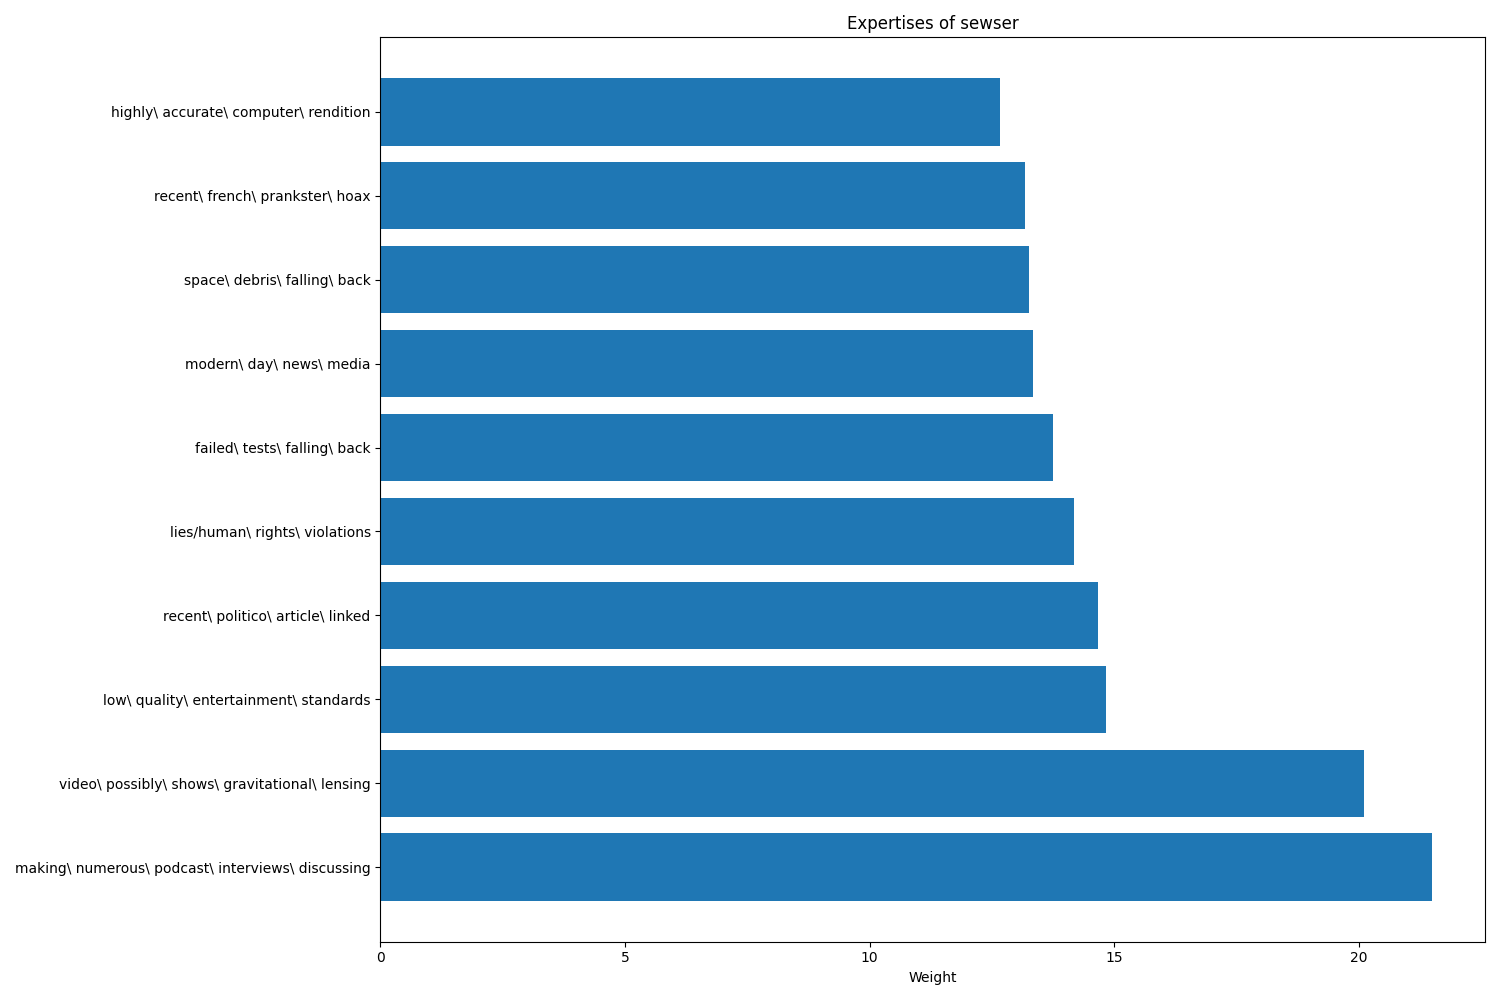 Expertises of sewser
highly\ accurate\ computer\ rendition
recent\ french\ prankster\ hoax
space\ debris\ falling\ back
modern\ day\ news\ media
failed\ tests\ falling\ back
lies/human\ rights\ violations
recent\ politico\ article\ linked
low\ quality\ entertainment\ standards
video\ possibly\ shows\ gravitational\ lensing
making\ numerous\ podcast\ interviews\ discussing
0 5 10 15 20
Weight